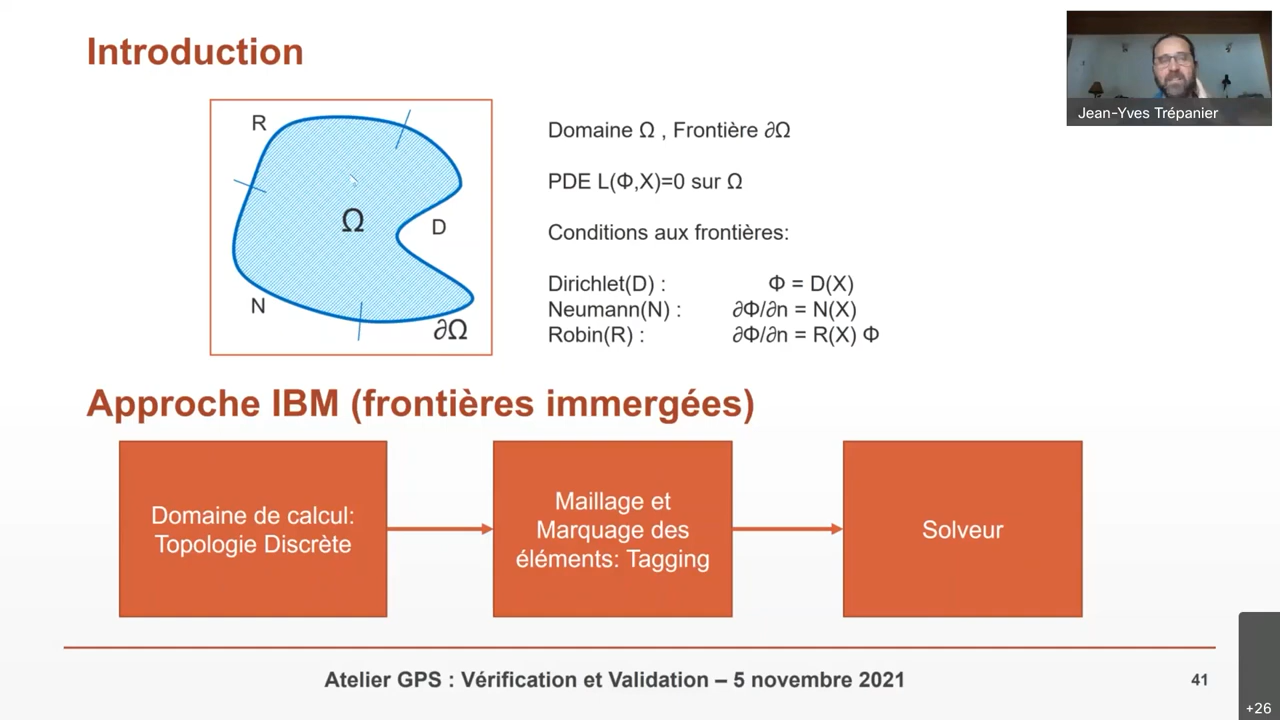 Introduction
Jean-Yves Trépanier
R
Ω
D
N
∂Ω
Domaine Ω , Frontière ∂Ω
PDE L(Φ,X)=0 sur Ω
Conditions aux frontières:
Dirichlet(D) : Φ = D(X)
Neumann(N) : ∂Φ/∂n = N(X)
Robin(R) : ∂Φ/∂n = R(X) Φ
Approche IBM (frontières immergées)
Domaine de calcul:
Topologie Discrète
Maillage et
Marquage des
éléments: Tagging
Solveur
Atelier GPS : Vérification et Validation – 5 novembre 2021
41
+26